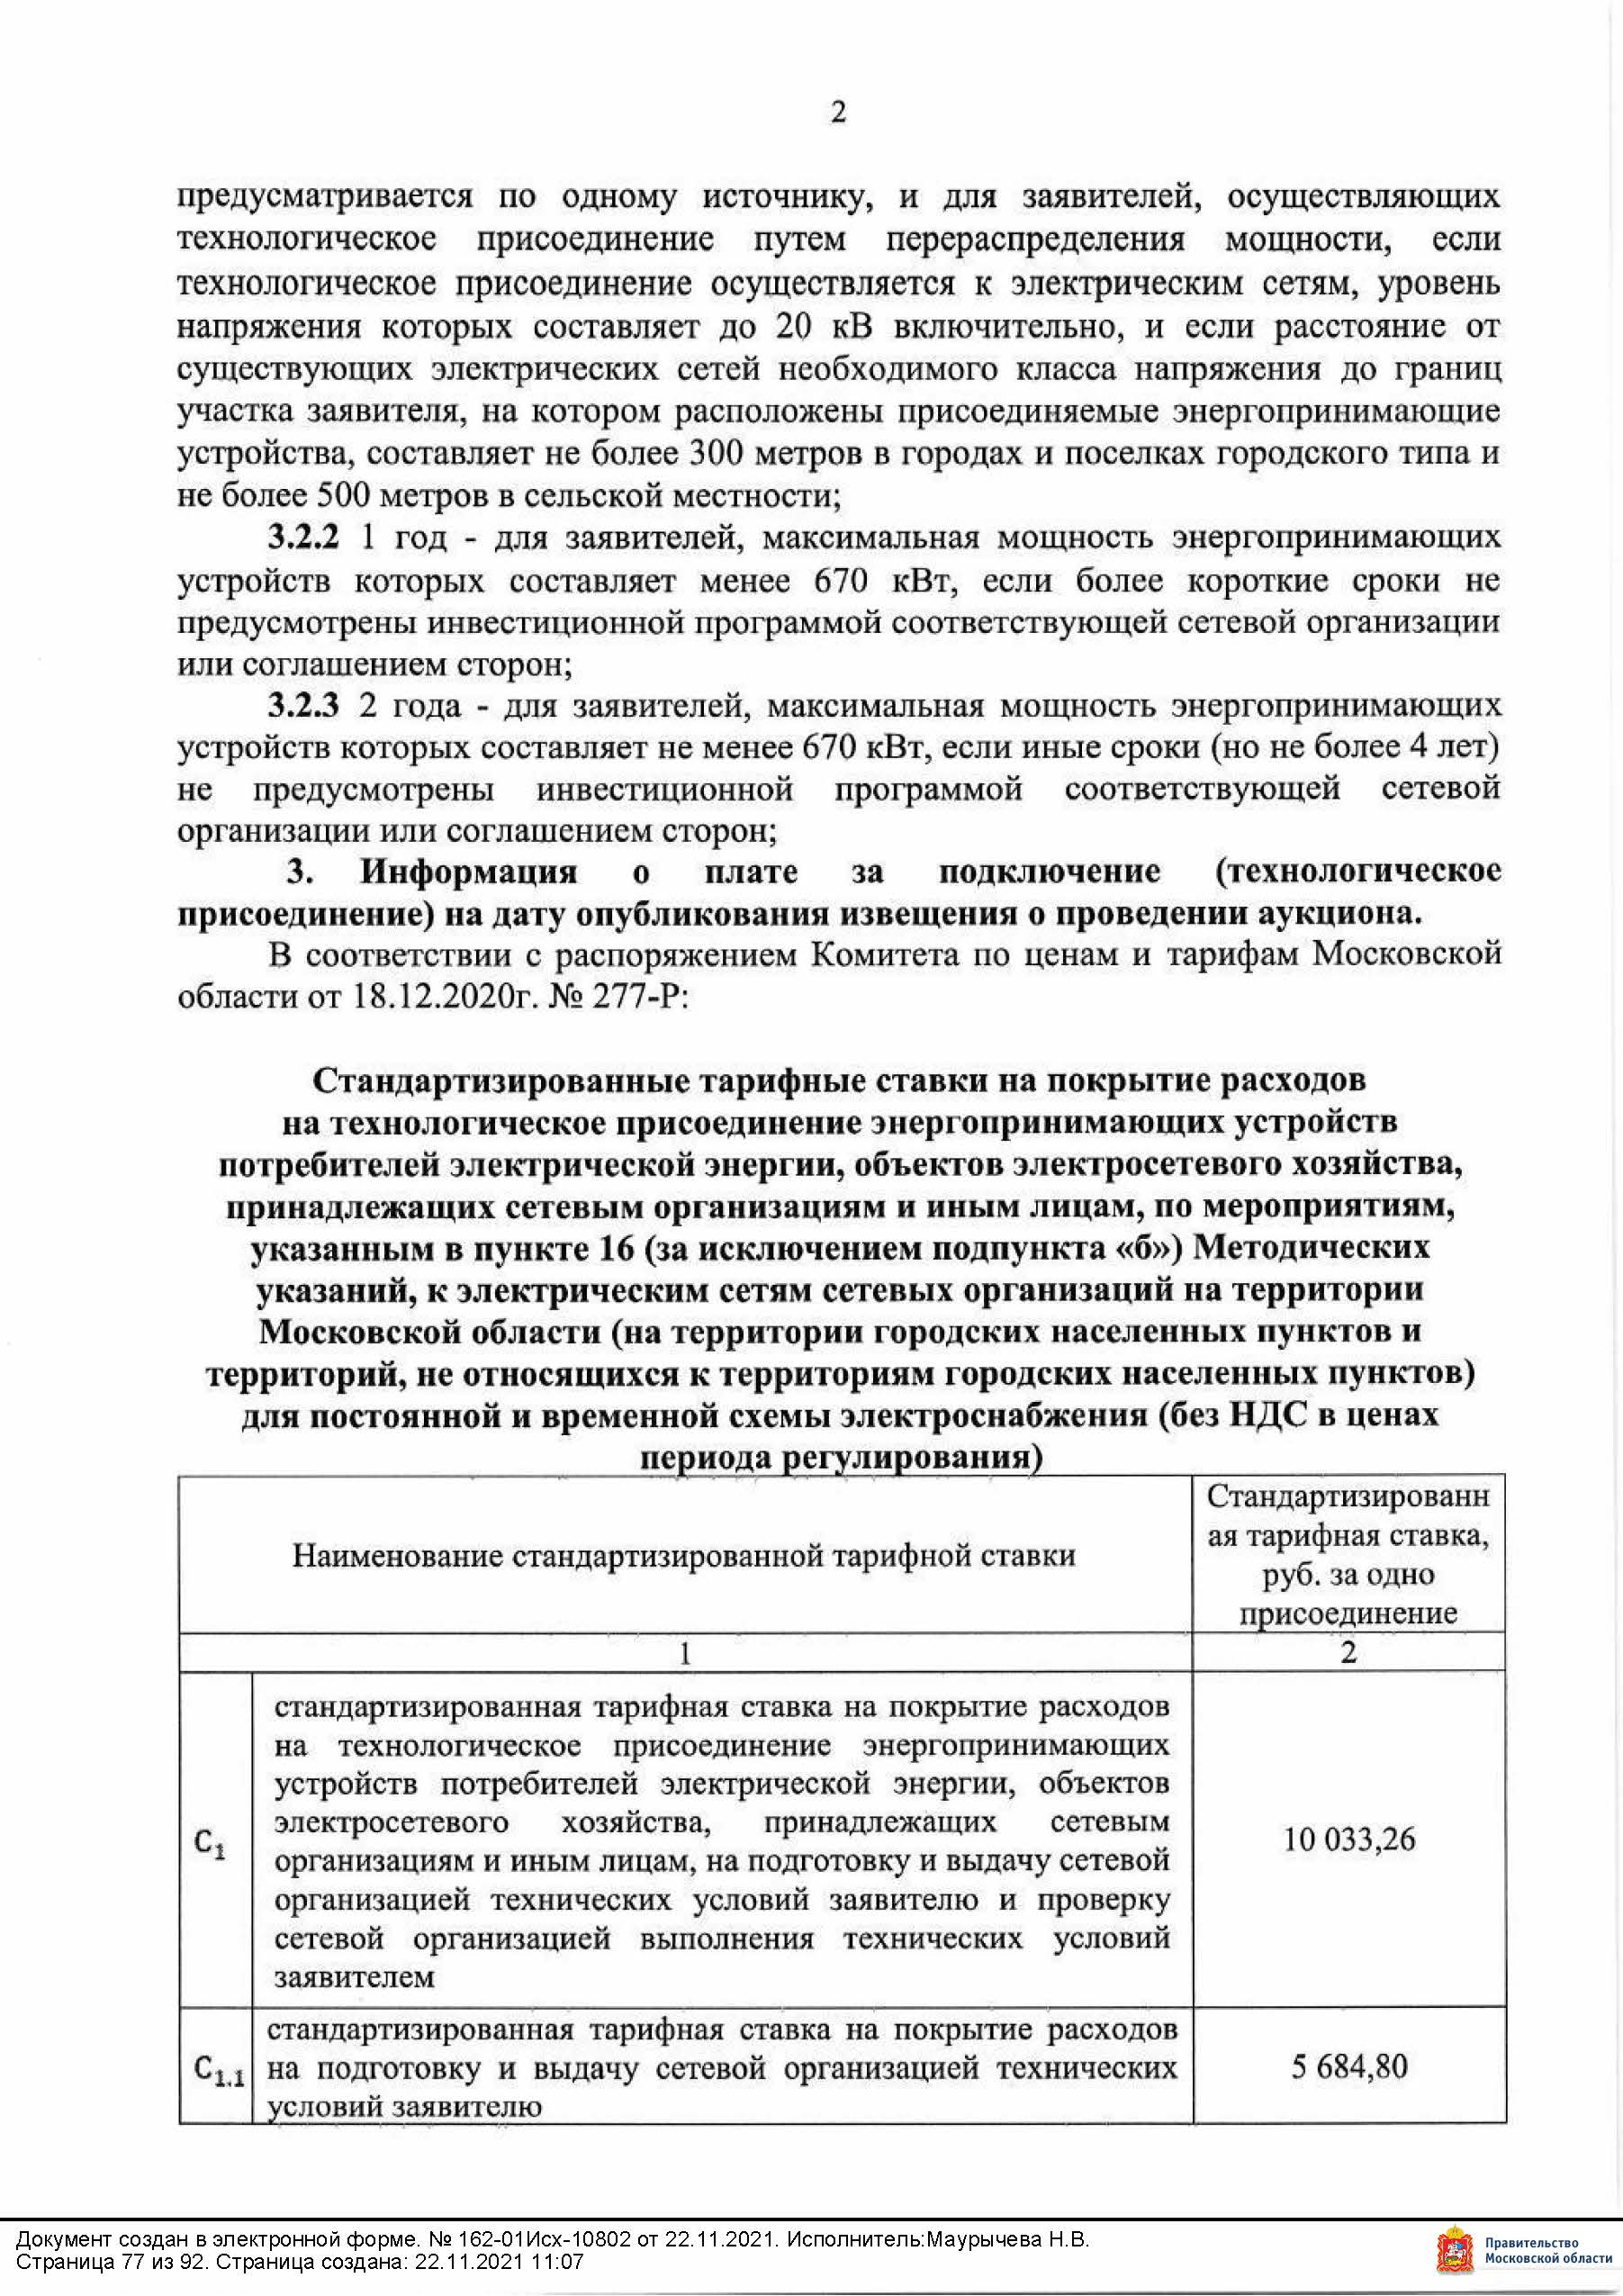 2
предусматривается по одному источнику, и для заявителей, осуществляющих
технологическое присоединение путем перераспределения мощности, если
технологическое присоединение осуществляется к электрическим сетям, уровень
напряжения которых составляет до 20 кВ включительно, и если расстояние от
существующих электрических сетей необходимого класса напряжения до границ
участка заявителя, на котором расположены присоединяемые энергопринимающие
устройства, составляет не более 300 метров в городах и поселках городского типа и
не более 500 метров в сельской местности;
3.2.2 1 год - для заявителей, максимальная мощность энергопринимающих
устройств которых составляет менее 670 кВт, если более короткие сроки не
предусмотрены инвестиционной программой соответствующей сетевой организации
или соглашением сторон;
3.2.3 2 года - для заявителей, максимальная мощность энергопринимающих
устройств которых составляет не менее 670 кВт, если иные сроки (но не более 4 лет)
не предусмотрены инвестиционной программой соответствующей сетевой
организации или соглашением сторон;
3. Информация о плате за подключение (технологическое
присоединение) на дату опубликования извещения о проведении аукциона.
В соответствии с распоряжением Комитета по ценам и тарифам Московской
области от 18.12.2020г. № 277-Р:
Стандартизированные тарифные ставки на покрытие расходов
на технологическое присоединение энергопринимающих устройств
потребителей электрической энергии, объектов электросетевого хозяйства,
принадлежащих сетевым организациям и иным лицам, по мероприятиям,
указанным в пункте 16 (за исключением подпункта «б») Методических
указаний, к электрическим сетям сетевых организаций на территории
Московской области (на территории городских населенных пунктов и
территорий, не относящихся к территориям городских населенных пунктов)
для постоянной и временной схемы электроснабжения (без НДС в ценах
периода регулирования)
Наименование стандартизированной тарифной ставки
Стандартизированн
ая тарифная ставка,
руб. за одно
присоединение
1
2
C1
стандартизированная тарифная ставка на покрытие расходов
на технологическое присоединение энергопринимающих
устройств потребителей электрической энергии, объектов
электросетевого хозяйства, принадлежащих сетевым
организациям и иным лицам, на подготовку и выдачу сетевой
организацией технических условий заявителю и проверку
сетевой организацией выполнения технических условий
заявителем
10 033,26
C1.1
стандартизированная тарифная ставка на покрытие расходов
на подготовку и выдачу сетевой организацией технических
условий заявителю
5 684,80
Документ создан в электронной форме. № 162-01Исх-10802 от 22.11.2021. Исполнитель:Маурычева Н.В.
Страница 77 из 92. Страница создана: 22.11.2021 11:07
Правительство
Московской области